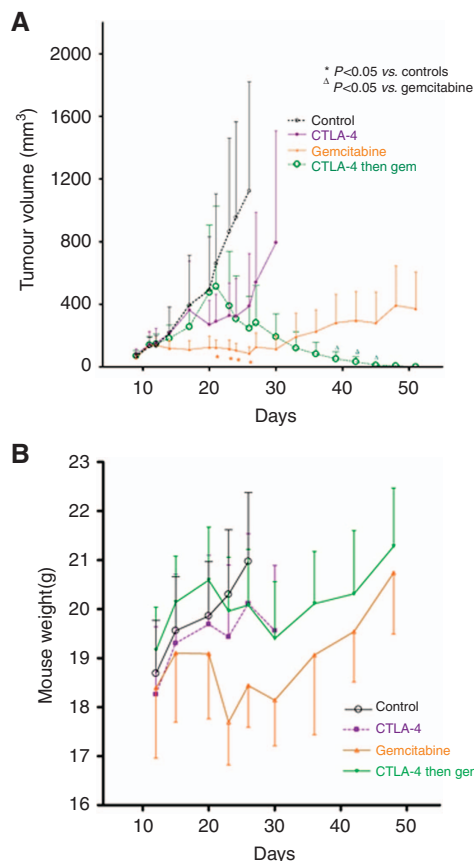 A
2000
1600
1200
800
400
0
Tumour volume (mm3)
* P<0.05 vs. controls
Δ P<0.05 vs. gemcitabine
Control
CTLA-4
Gemcitabine
CTLA-4 then gem
* * * *
Δ Δ Δ
10 20 30 40 50
Days
B
23
22
21
20
19
18
17
16
Mouse weight(g)
Control
CTLA-4
Gemcitabine
CTLA-4 then ger
10 20 30 40 50
Days